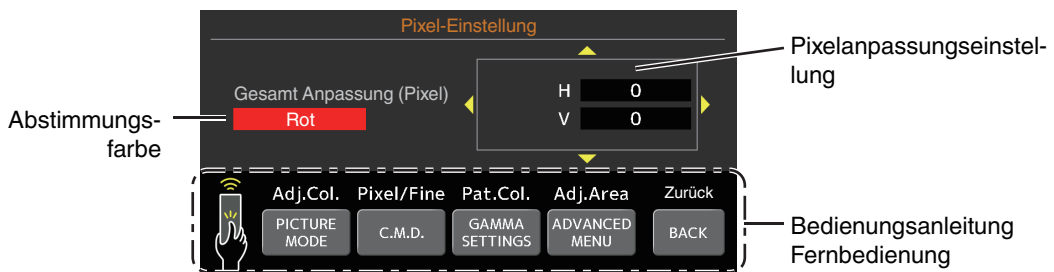 Pixel-Einstellung
Pixelanpassungseinstel-
lung
Gesamt Anpassung (Pixel)
H 0
Rot
V 0
Abstimmungs-
farbe
Adj.Col. Pixel/Fine Pat.Col. Adj.Area Zurück
PICTURE
MODE
C.M.D.
GAMMA
SETTINGS
ADVANCED
MENU
BACK
Bedienungsanleitung
Fernbedienung